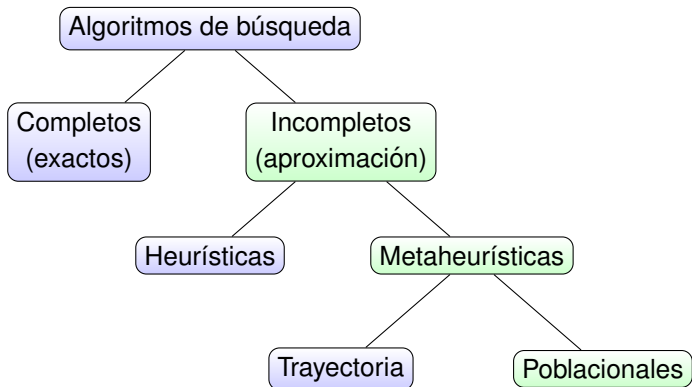 Algoritmos de búsqueda
Completos
(exactos)
Incompletos
(aproximación)
Heurísticas
Metaheurísticas
Trayectoria
Poblacionales